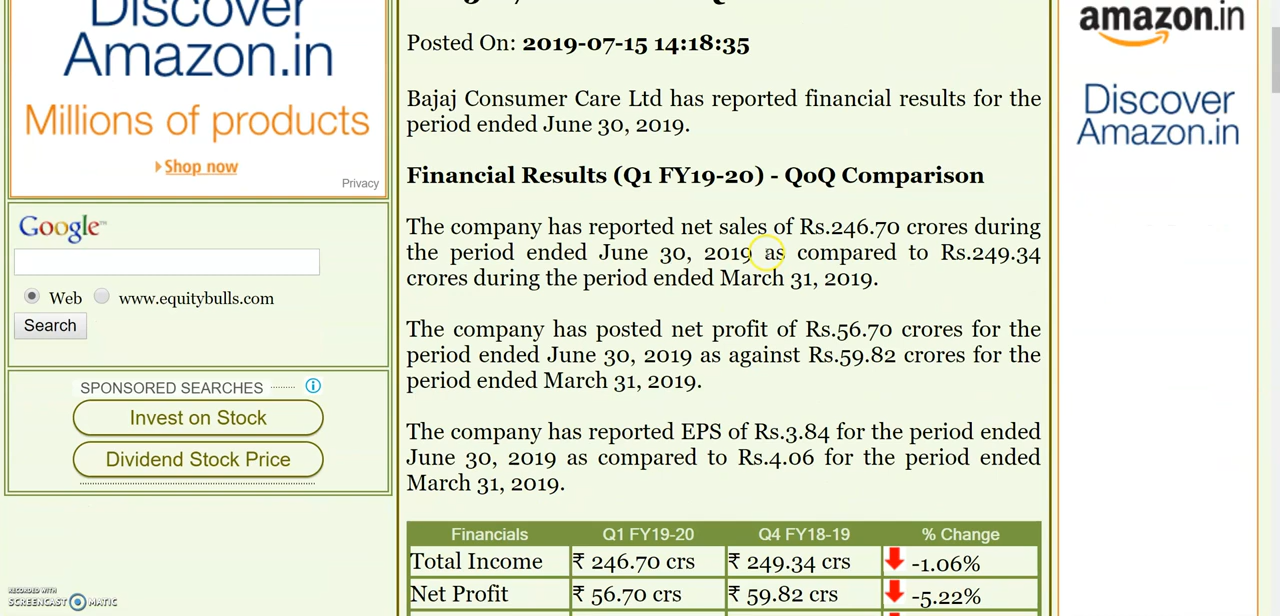 Discover
Amazon.in
Millions of products
Shop now
Privacy
Google™
Web
www.equitybulls.com
Search
SPONSORED SEARCHES
Invest on Stock
Dividend Stock Price
RECORDED WITH
SCREENCAST MATIC
Posted On: 2019-07-15 14:18:35
Bajaj Consumer Care Ltd has reported financial results for the
period ended June 30, 2019.
Financial Results (Q1 FY19-20) - QoQ Comparison
The company has reported net sales of Rs.246.70 crores during
the period ended June 30, 2019 as compared to Rs.249.34
crores during the period ended March 31, 2019.
The company has posted net profit of Rs.56.70 crores for the
period ended June 30, 2019 as against Rs.59.82 crores for the
period ended March 31, 2019.
The company has reported EPS of Rs.3.84 for the period ended
June 30, 2019 as compared to Rs.4.06 for the period ended
March 31, 2019.
Financials Q1 FY19-20 Q4 FY18-19 % Change
Total Income ₹ 246.70 crs ₹ 249.34 crs -1.06%
Net Profit ₹ 56.70 crs ₹ 59.82 crs -5.22%
amazon.in
Discover
Amazon.in